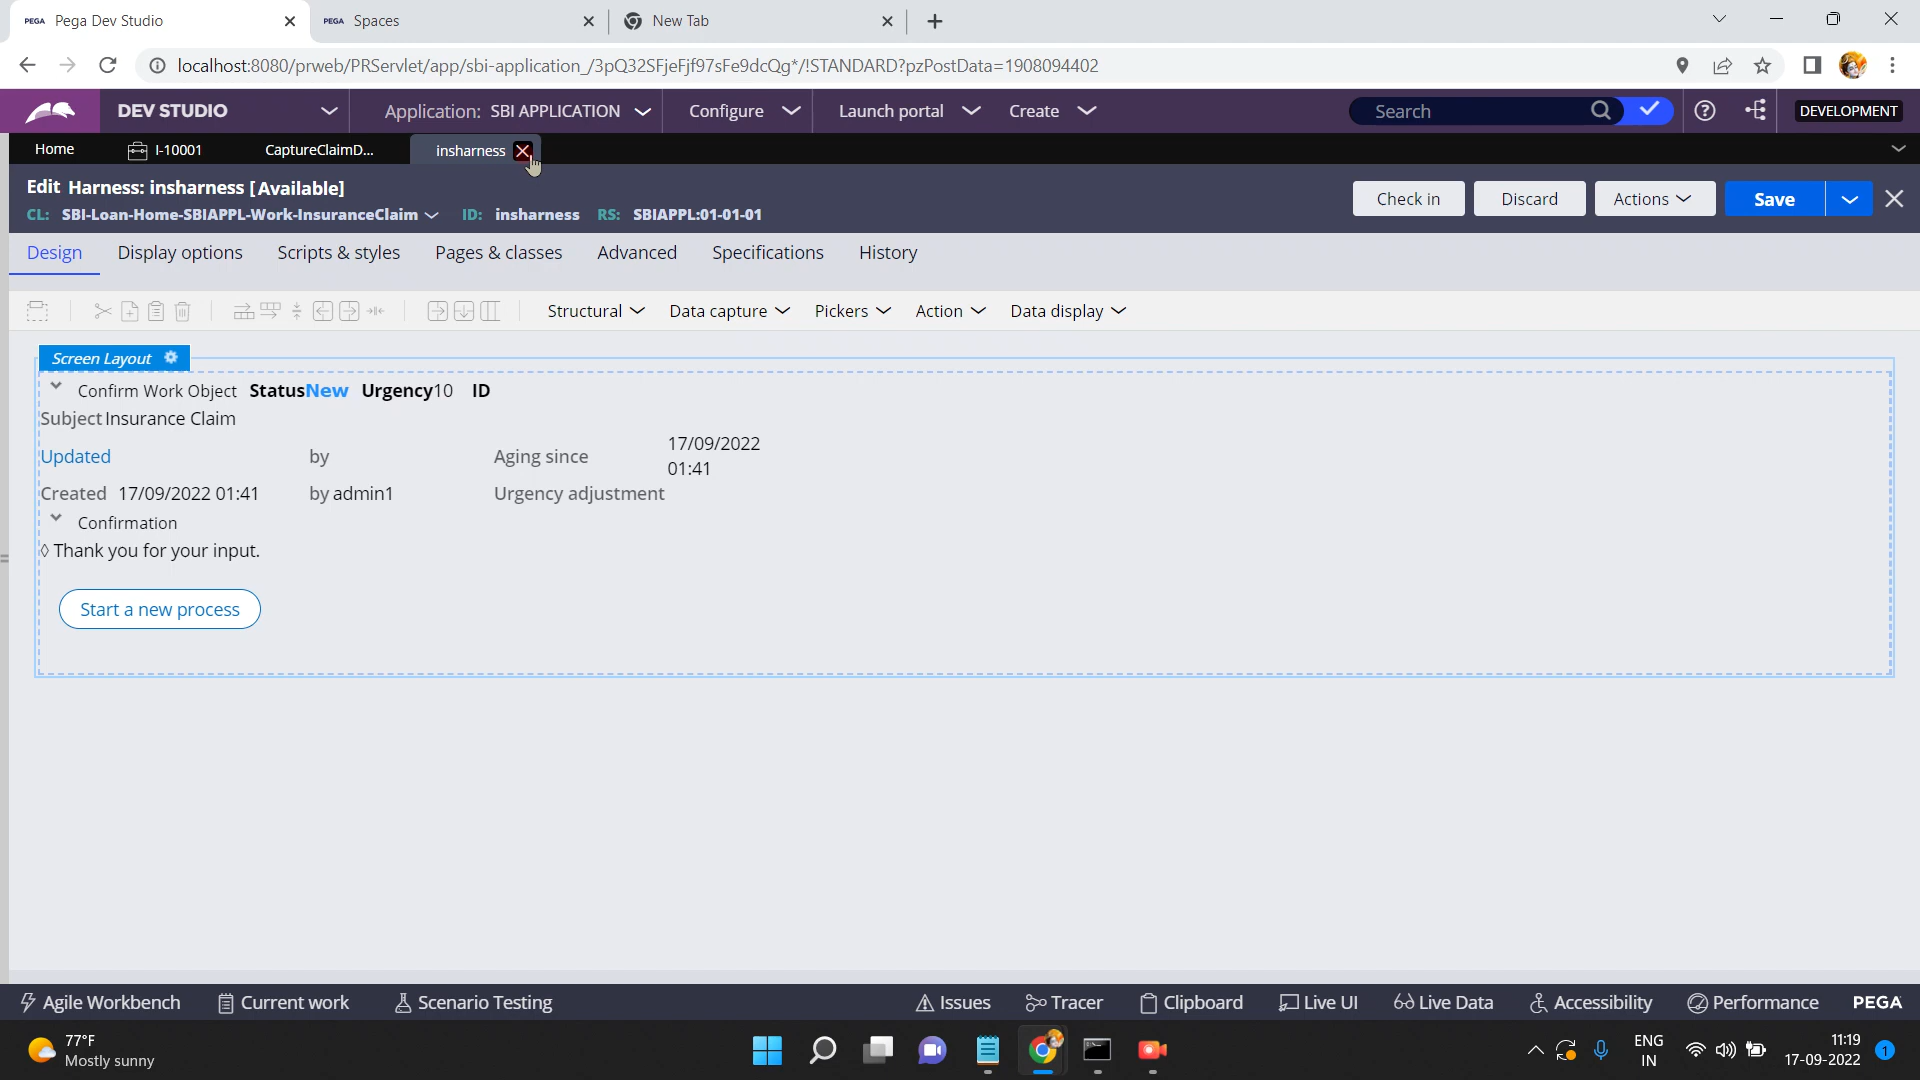 PEGA Pega Dev Studio
PEGA Spaces
New Tab
localhost:8080/prweb/PRServlet/app/sbi-application_/3pQ32SFjeFjf97sFe9dcQg*/!STANDARD?pzPostData=1908094402
DEV STUDIO
Application: SBI APPLICATION
Configure
Launch portal
Create
Search
DEVELOPMENT
Home
I-10001
CaptureClaimD...
insharness
Edit Harness: insharness [Available]
CL: SBI-Loan-Home-SBIAPPL-Work-InsuranceClaim ID: insharness RS: SBIAPPL:01-01-01
Check in
Discard
Actions
Save
Design
Display options
Scripts & styles
Pages & classes
Advanced
Specifications
History
Structural
Data capture
Pickers
Action
Data display
Screen Layout
Confirm Work Object StatusNew Urgency10 ID
Subject Insurance Claim
Updated by Aging since 17/09/2022
01:41
Created 17/09/2022 01:41 by admin1 Urgency adjustment
Confirmation
◊ Thank you for your input.
Start a new process
Agile Workbench
Current work
Scenario Testing
Issues
Tracer
Clipboard
Live UI
Live Data
Accessibility
Performance
PEGA
77°F
Mostly sunny
ENG
IN
11:19
17-09-2022
1